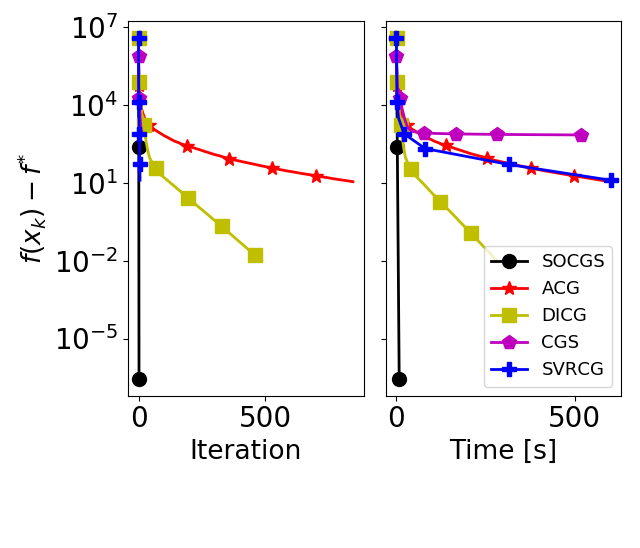 10^7
10^4
10^1
10^-2
10^-5
f(x_k) − f*
0 500
Iteration
0 500
Time [s]
SOCGS
ACG
DICG
CGS
SVRCG